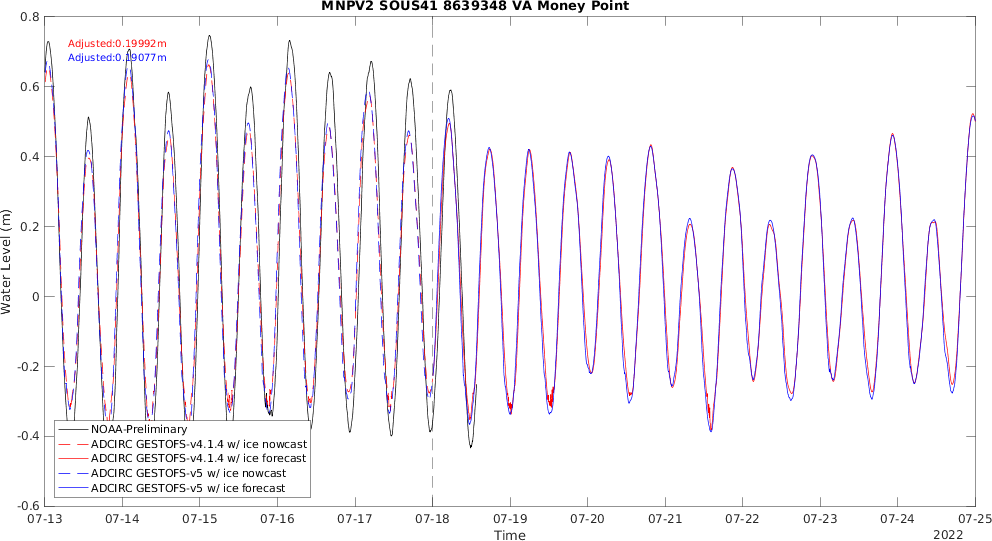 MNPV2 SOUS41 8639348 VA Money Point
0.8
Adjusted:0.19992m
Adjusted:0.19077m
0.6
0.4
0.2
0
-0.2
-0.4
-0.6
Water Level (m)
NOAA-Preliminary
ADCIRC GESTOFS-v4.1.4 w/ ice nowcast
ADCIRC GESTOFS-v4.1.4 w/ ice forecast
ADCIRC GESTOFS-v5 w/ ice nowcast
ADCIRC GESTOFS-v5 w/ ice forecast
07-13 07-14 07-15 07-16 07-17 07-18 07-19 07-20 07-21 07-22 07-23 07-24 07-25
Time
2022